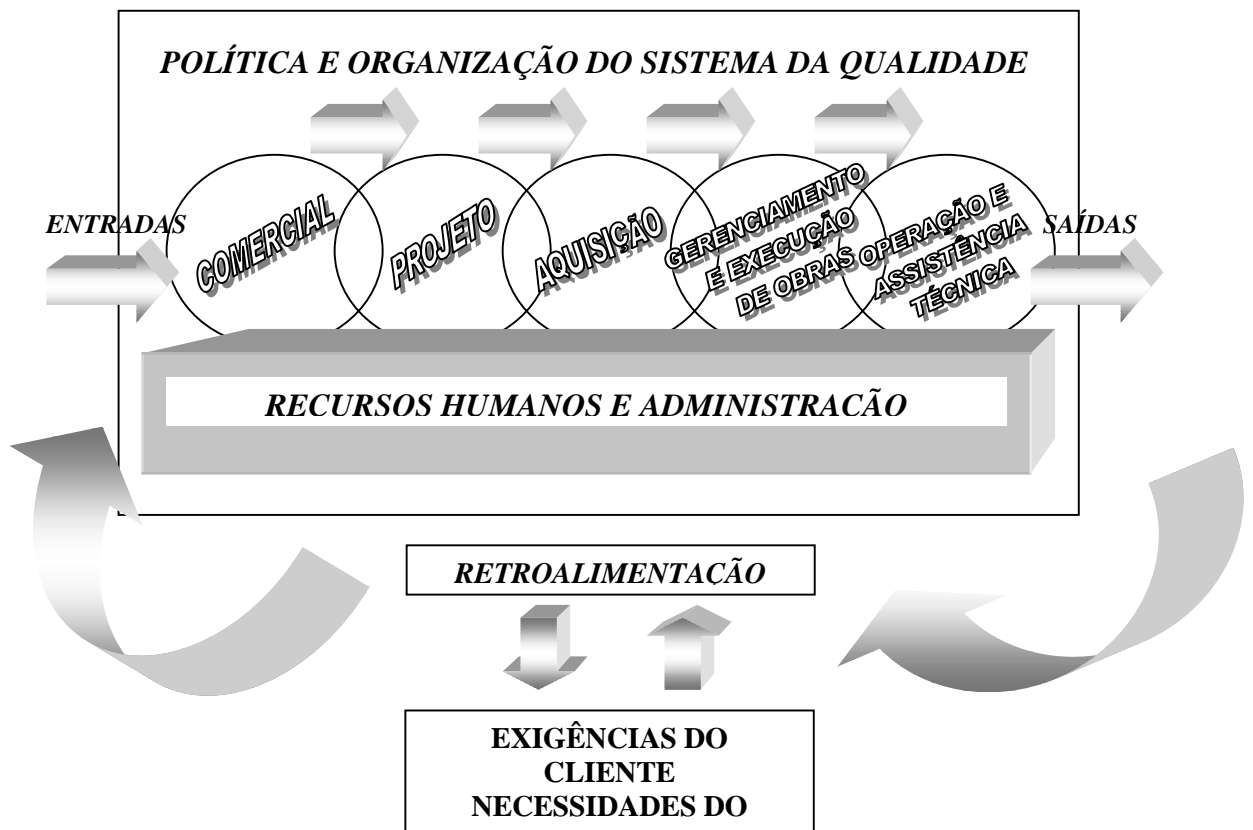 POLÍTICA E ORGANIZAÇÃO DO SISTEMA DA QUALIDADE
ENTRADAS
COMERCIAL
PROJETO
AQUISIÇÃO
GERENCIAMENTO
E EXECUÇÃO
DE OBRAS
OPERAÇÃO E
ASSISTÊNCIA
TÉCNICA
SAÍDAS
RECURSOS HUMANOS E ADMINISTRACÃO
RETROALIMENTAÇÃO
EXIGÊNCIAS DO
CLIENTE
NECESSIDADES DO